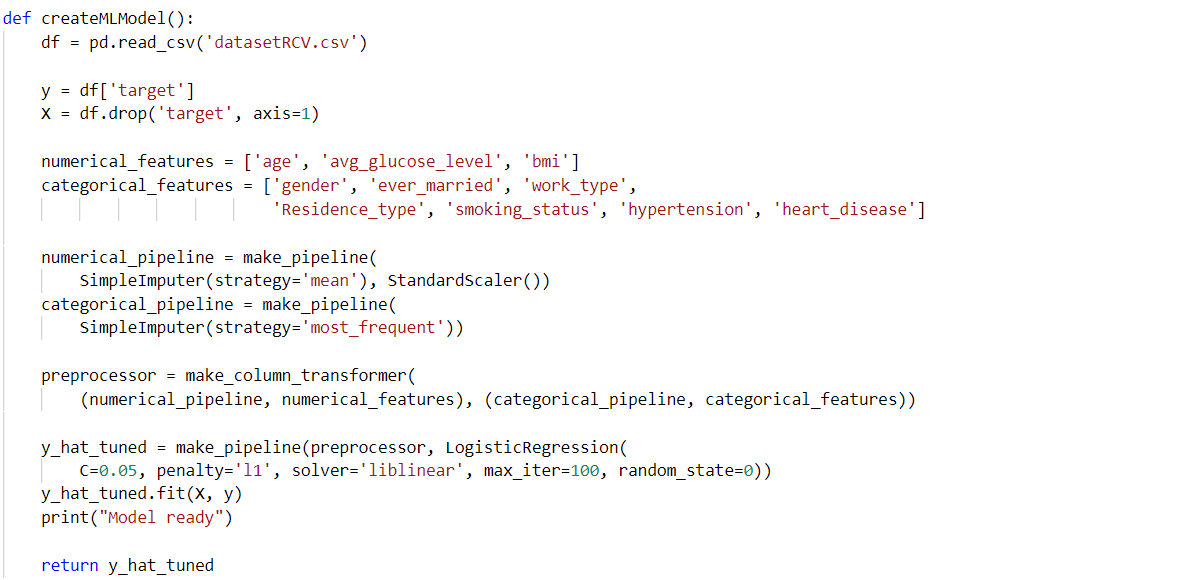 def createMLModel():
    df = pd.read_csv('datasetRCV.csv')

    y = df['target']
    X = df.drop('target', axis=1)

    numerical_features = ['age', 'avg_glucose_level', 'bmi']
    categorical_features = ['gender', 'ever_married', 'work_type',
                            'Residence_type', 'smoking_status', 'hypertension', 'heart_disease']

    numerical_pipeline = make_pipeline(
        SimpleImputer(strategy='mean'), StandardScaler())
    categorical_pipeline = make_pipeline(
        SimpleImputer(strategy='most_frequent'))

    preprocessor = make_column_transformer(
        (numerical_pipeline, numerical_features), (categorical_pipeline, categorical_features))

    y_hat_tuned = make_pipeline(preprocessor, LogisticRegression(
        C=0.05, penalty='l1', solver='liblinear', max_iter=100, random_state=0))
    y_hat_tuned.fit(X, y)
    print("Model ready")

    return y_hat_tuned